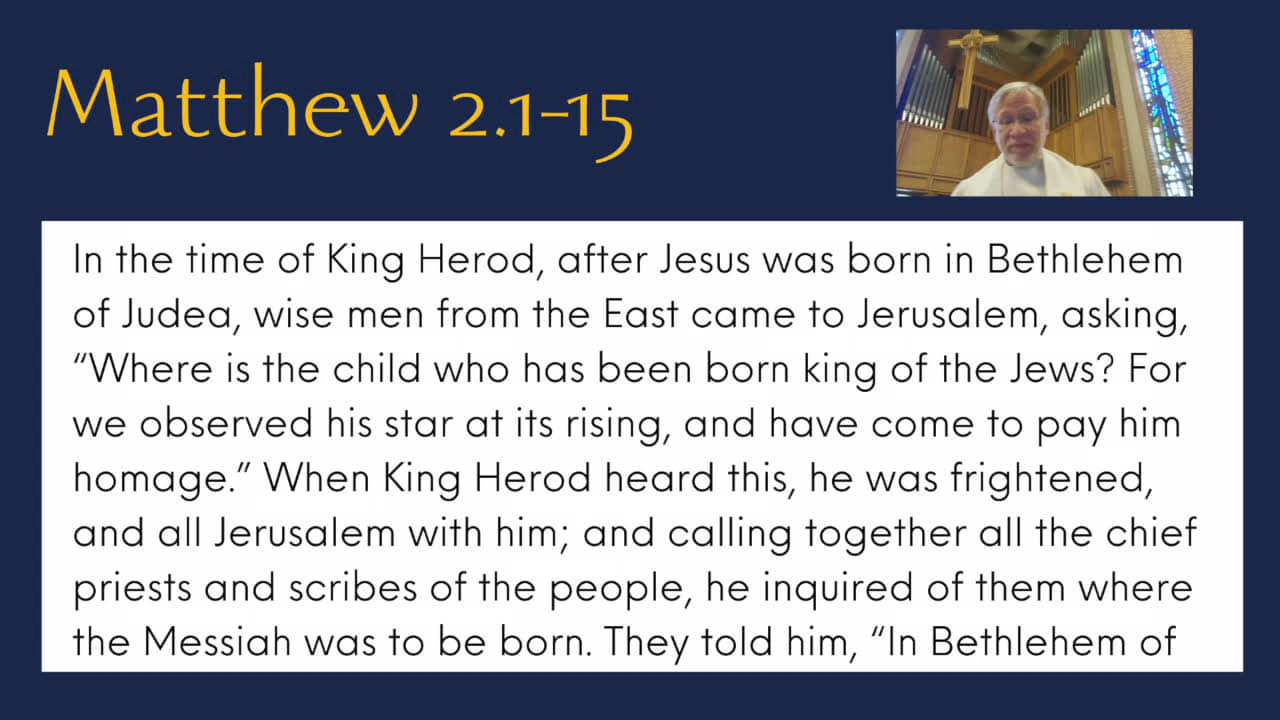 Matthew 2.1-15
In the time of King Herod, after Jesus was born in Bethlehem
of Judea, wise men from the East came to Jerusalem, asking,
“Where is the child who has been born king of the Jews? For
we observed his star at its rising, and have come to pay him
homage.” When King Herod heard this, he was frightened,
and all Jerusalem with him; and calling together all the chief
priests and scribes of the people, he inquired of them where
the Messiah was to be born. They told him, “In Bethlehem of